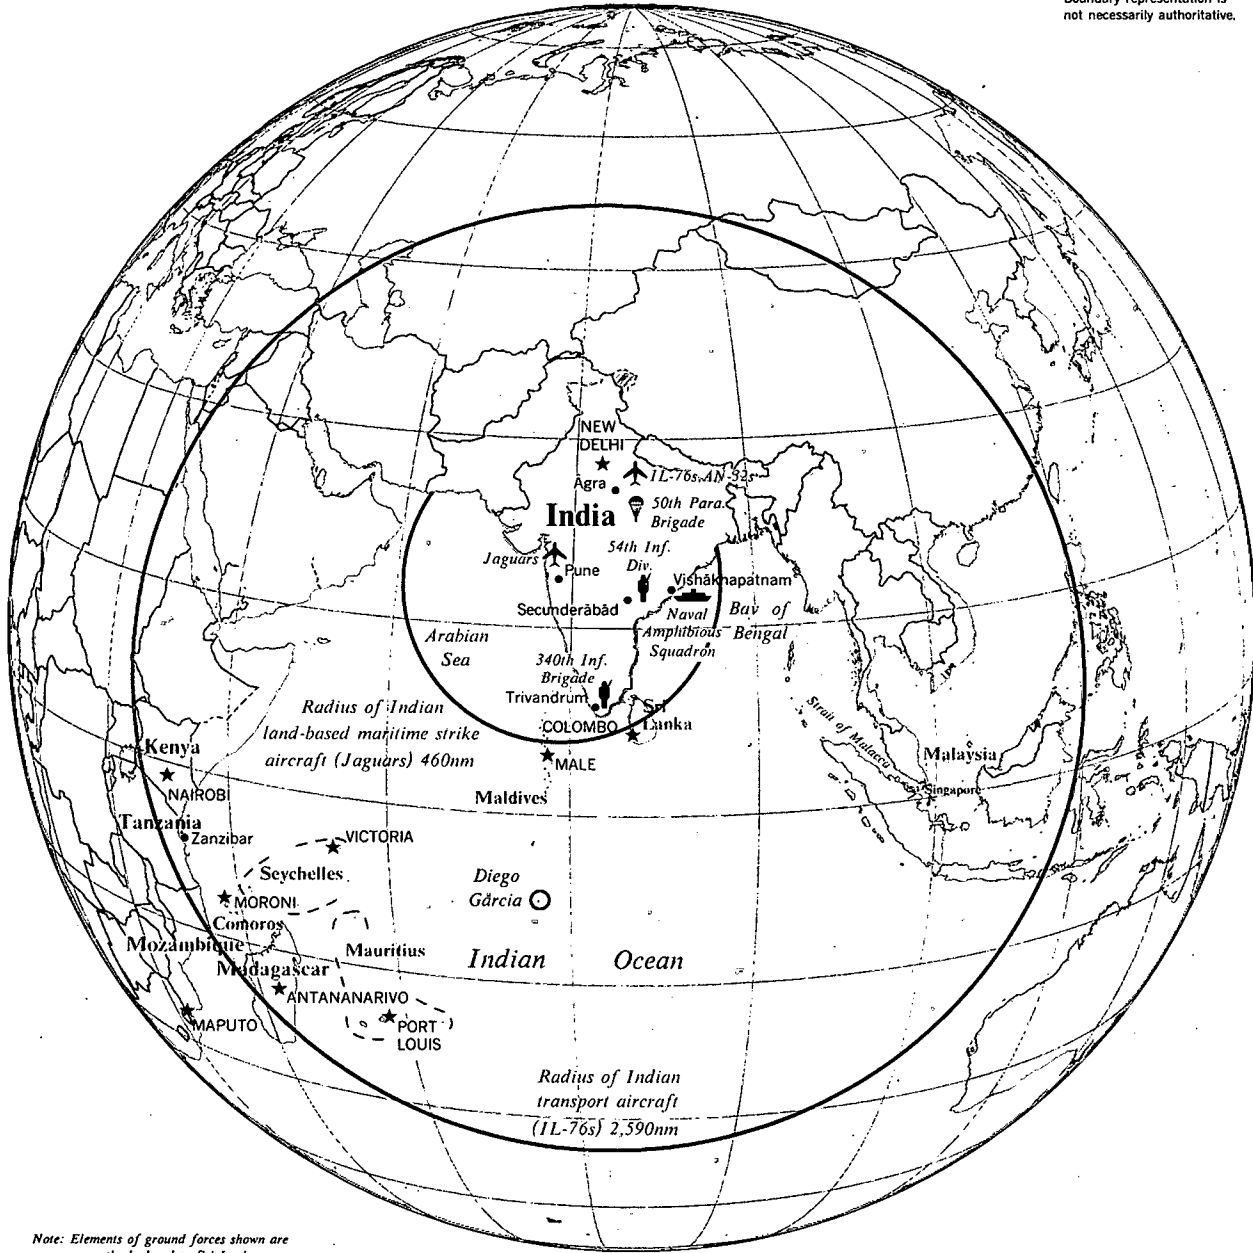 Boundary representation is
not necessarily authoritative.
NEW
DELHI
Agra
IL-76s, AN-32s
50th Para.
Brigade
India
54th Inf.
Div.
Jaguars
Pune
Vishākhapatnam
Secunderābād
Naval
Amphibious
Squadron
Bay of
Bengal
Arabian
Sea
340th Inf.
Brigade
Trivandrum
COLOMBO
Sri
Lanka
Radius of Indian
land-based maritime strike
aircraft (Jaguars) 460nm
MALE
Maldives
Strait of Malacca
Malaysia
Singapore
Kenya
NAIROBI
Tanzania
Zanzibar
VICTORIA
Seychelles
Diego
Garcia
MORONI
Comoros
Mozambique
Mauritius
Madagascar
Indian Ocean
ANTANANARIVO
MAPUTO
PORT
LOUIS
Radius of Indian
transport aircraft
(IL-76s) 2,590nm
Note: Elements of ground forces shown are